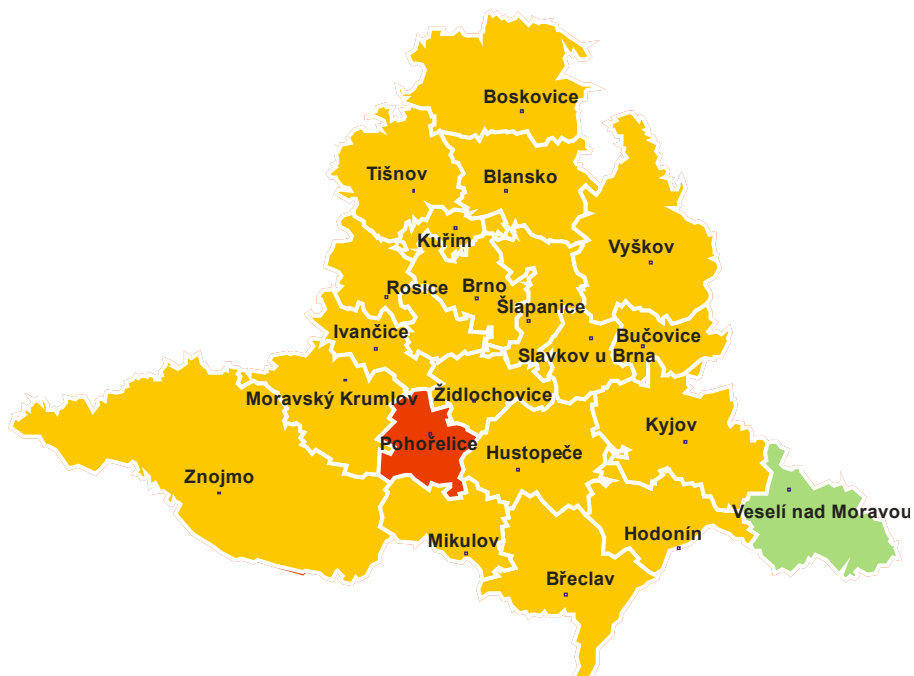 Boskovice
Tišnov
Blansko
Kuřim
Vyškov
Rosice
Brno
Šlapanice
Ivančice
Bučovice
Slavkov u Brna
Moravský Krumlov
Židlochovice
Kyjov
Pohořelice
Hustopeče
Znojmo
Veselí nad Moravou
Hodonín
Mikulov
Břeclav